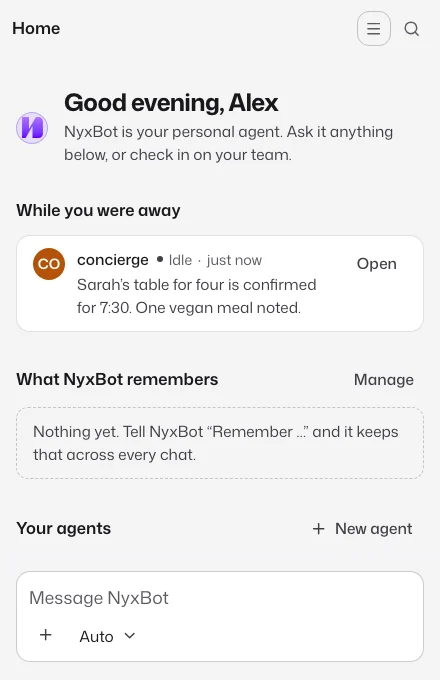 Home
Good evening, Alex
NyxBot is your personal agent. Ask it anything
below, or check in on your team.
While you were away
CO
concierge • Idle · just now
Open
Sarah’s table for four is confirmed
for 7:30. One vegan meal noted.
What NyxBot remembers
Manage
Nothing yet. Tell NyxBot “Remember …” and it keeps
that across every chat.
Your agents
+ New agent
Message NyxBot
+ Auto